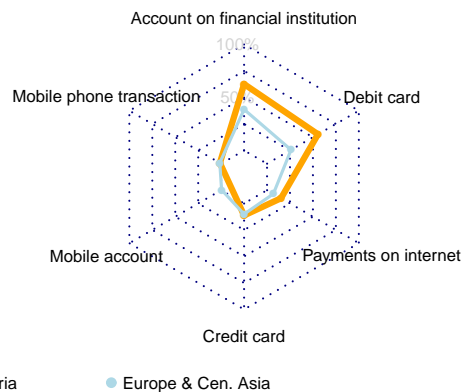 Account on financial institution
100%
Mobile phone transaction
50%
Debit card
Mobile account
Payments on internet
Credit card
ria
Europe & Cen. Asia